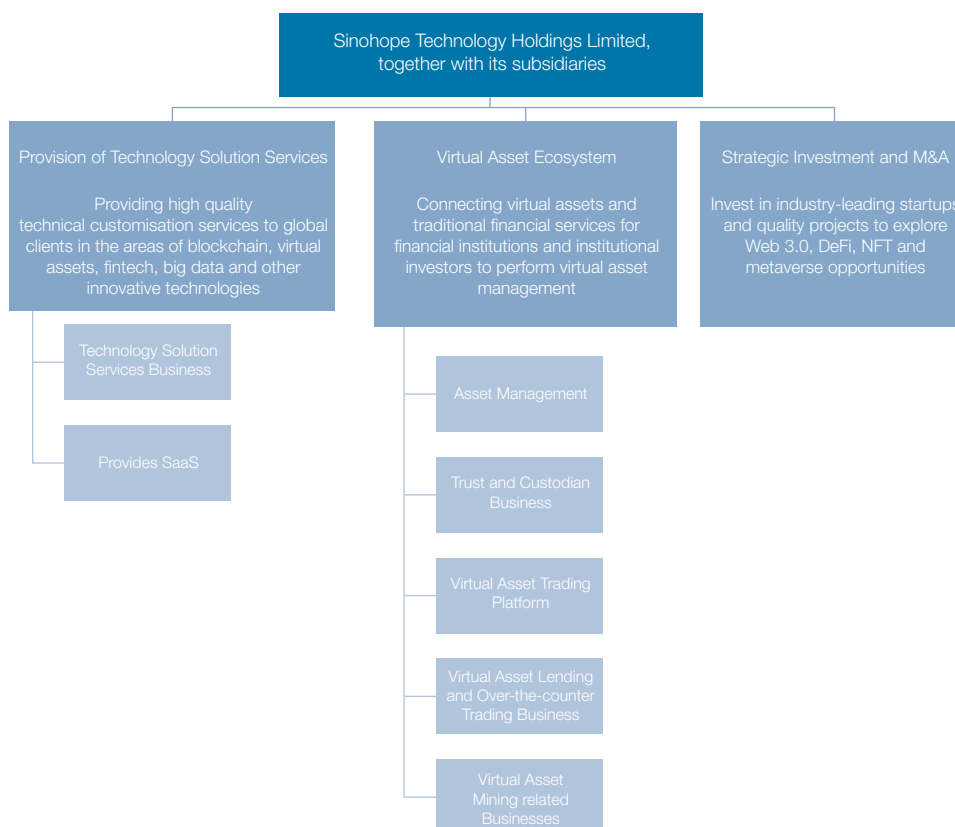 Sinohope Technology Holdings Limited,
together with its subsidiaries
Provision of Technology Solution Services
Providing high quality
technical customisation services to global
clients in the areas of blockchain, virtual
assets, fintech, big data and other
innovative technologies
Technology Solution
Services Business
Provides SaaS
Virtual Asset Ecosystem
Connecting virtual assets and
traditional financial services for
financial institutions and institutional
investors to perform virtual asset
management
Asset Management
Trust and Custodian
Business
Virtual Asset Trading
Platform
Virtual Asset Lending
and Over-the-counter
Trading Business
Virtual Asset
Mining related
Businesses
Strategic Investment and M&A
Invest in industry-leading startups
and quality projects to explore
Web 3.0, DeFi, NFT and
metaverse opportunities